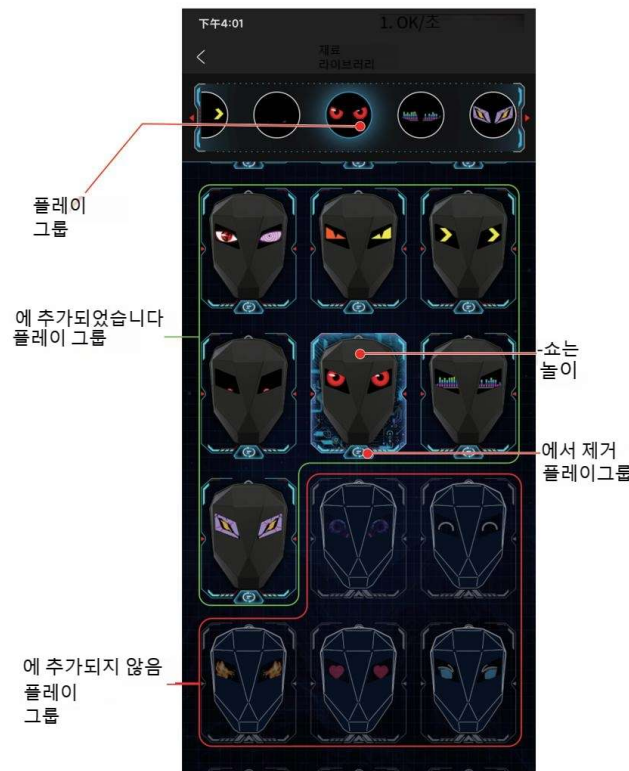 下午4:01
1. OK/초
재료
라이브러리
플레이
그룹
에 추가되었습니다
플레이 그룹
-쇼는
놀이
에서 제거
플레이그룹
에 추가되지 않음
플레이
그룹